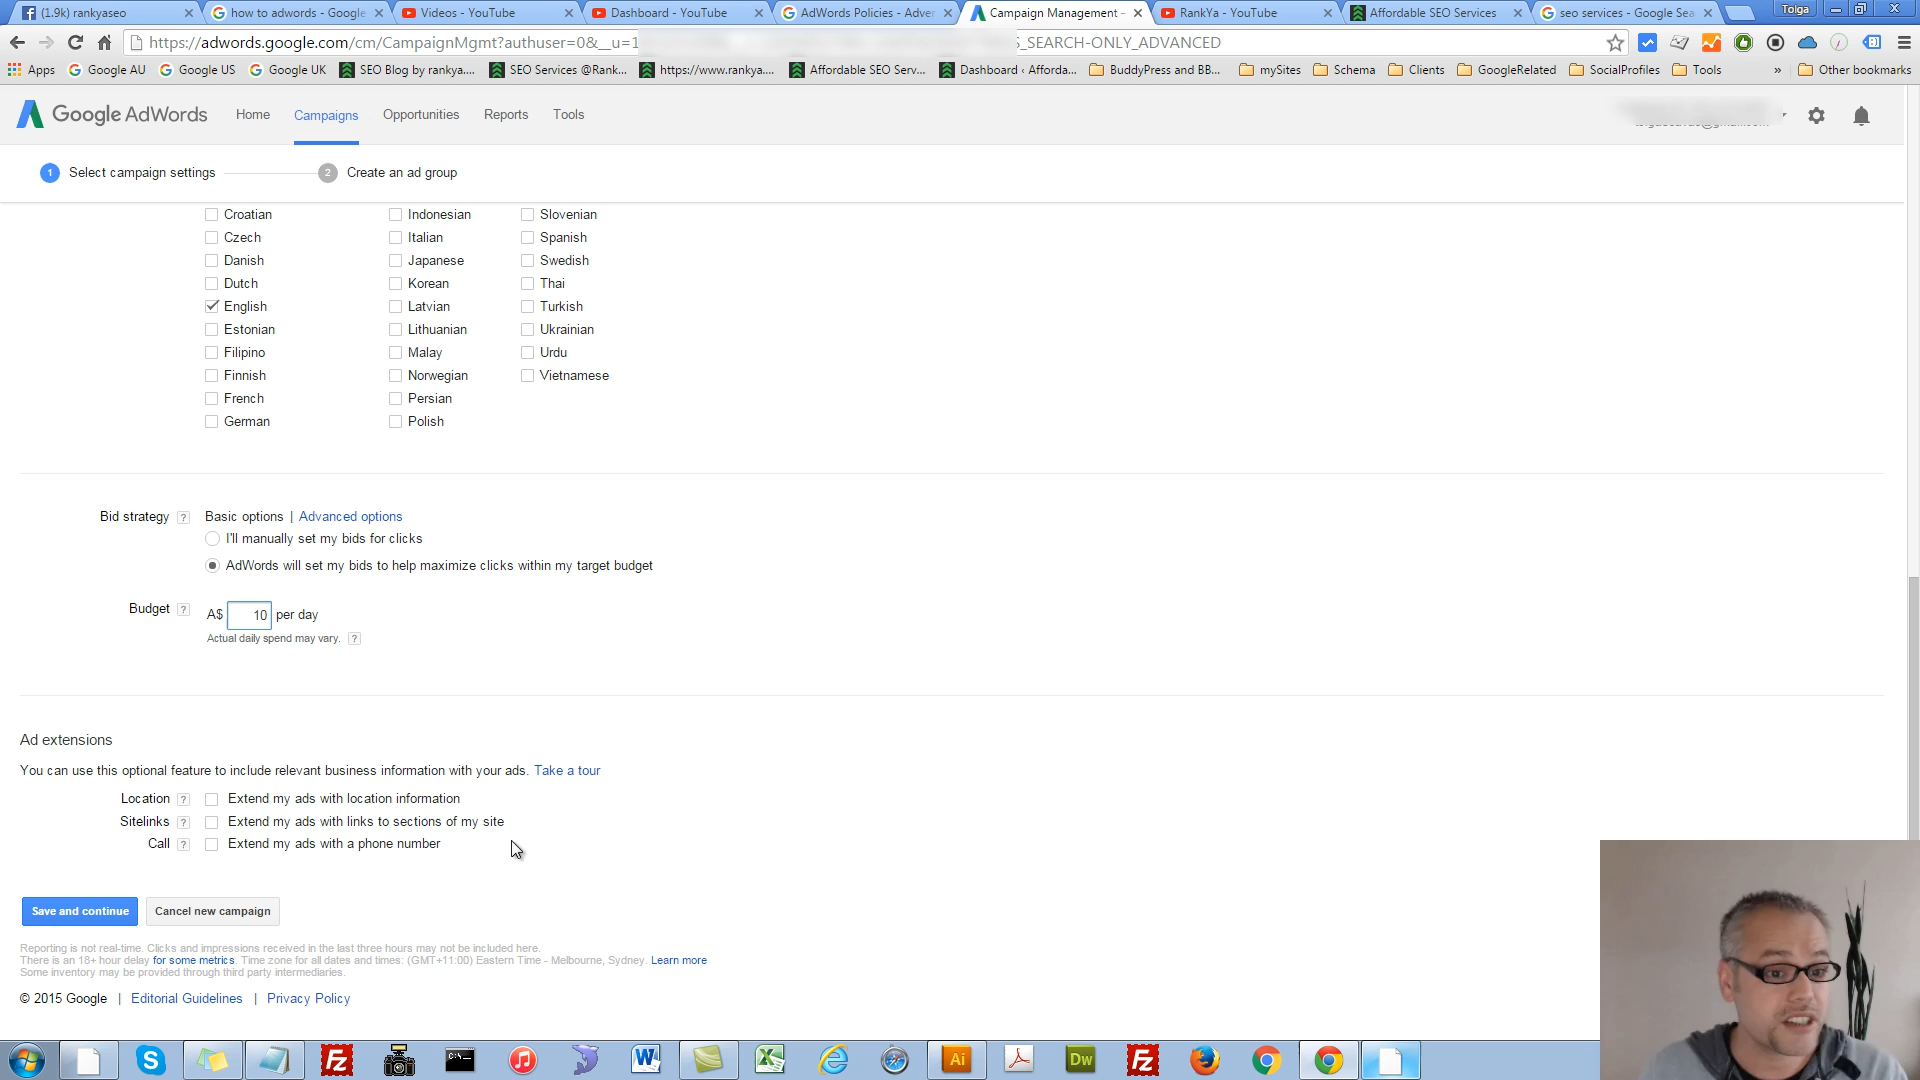 (1.9k) rankyaseo
how to adwords - Google
Videos - YouTube
Dashboard - YouTube
AdWords Policies - Adver
Campaign Management -
RankYa - YouTube
Affordable SEO Services
seo services - Google Sea
Tolga
https://adwords.google.com/cm/CampaignMgmt?authuser=0&__u=1
S_SEARCH-ONLY_ADVANCED
Apps
Google AU
Google US
Google UK
SEO Blog by rankya....
SEO Services @Rank...
https://www.rankya....
Affordable SEO Serv...
Dashboard ‹ Afforda...
BuddyPress and BB...
mySites
Schema
Clients
GoogleRelated
SocialProfiles
Tools
»
Other bookmarks
Google AdWords
Home
Campaigns
Opportunities
Reports
Tools
1 Select campaign settings
2 Create an ad group
Croatian Indonesian Slovenian
Czech Italian Spanish
Danish Japanese Swedish
Dutch Korean Thai
English Latvian Turkish
Estonian Lithuanian Ukrainian
Filipino Malay Urdu
Finnish Norwegian Vietnamese
French Persian
German Polish
Bid strategy ? Basic options | Advanced options
I'll manually set my bids for clicks
AdWords will set my bids to help maximize clicks within my target budget
Budget ? A$ 10 per day
Actual daily spend may vary. ?
Ad extensions
You can use this optional feature to include relevant business information with your ads. Take a tour
Location ? Extend my ads with location information
Sitelinks ? Extend my ads with links to sections of my site
Call ? Extend my ads with a phone number
Save and continue
Cancel new campaign
Reporting is not real-time. Clicks and impressions received in the last three hours may not be included here.
There is an 18+ hour delay for some metrics. Time zone for all dates and times: (GMT+11:00) Eastern Time - Melbourne, Sydney. Learn more
Some inventory may be provided through third party intermediaries.
© 2015 Google | Editorial Guidelines | Privacy Policy
Fz
C:\
W
X
Ai
Dw
Fz